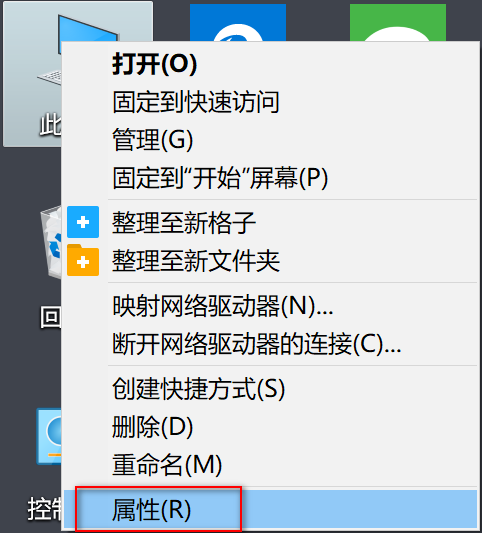 打开(O)
固定到快速访问
管理(G)
固定到“开始”屏幕(P)
整理至新格子
整理至新文件夹
映射网络驱动器(N)...
断开网络驱动器的连接(C)...
创建快捷方式(S)
删除(D)
重命名(M)
属性(R)
此
回
控制